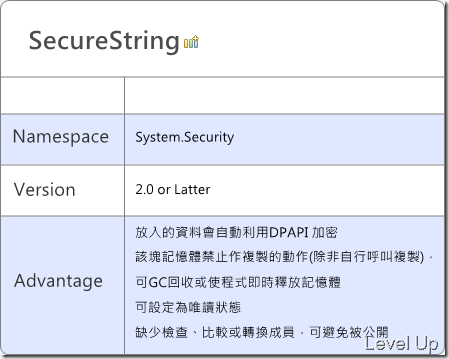 SecureString
Namespace
System.Security
Version
2.0 or Latter
Advantage
放入的資料會自動利用DPAPI 加密
該塊記憶體禁止作複製的動作(除非自行呼叫複製)，
可GC回收或使程式即時釋放記憶體
可設定為唯讀狀態
缺少檢查、比較或轉換成員，可避免被公開
Level Up